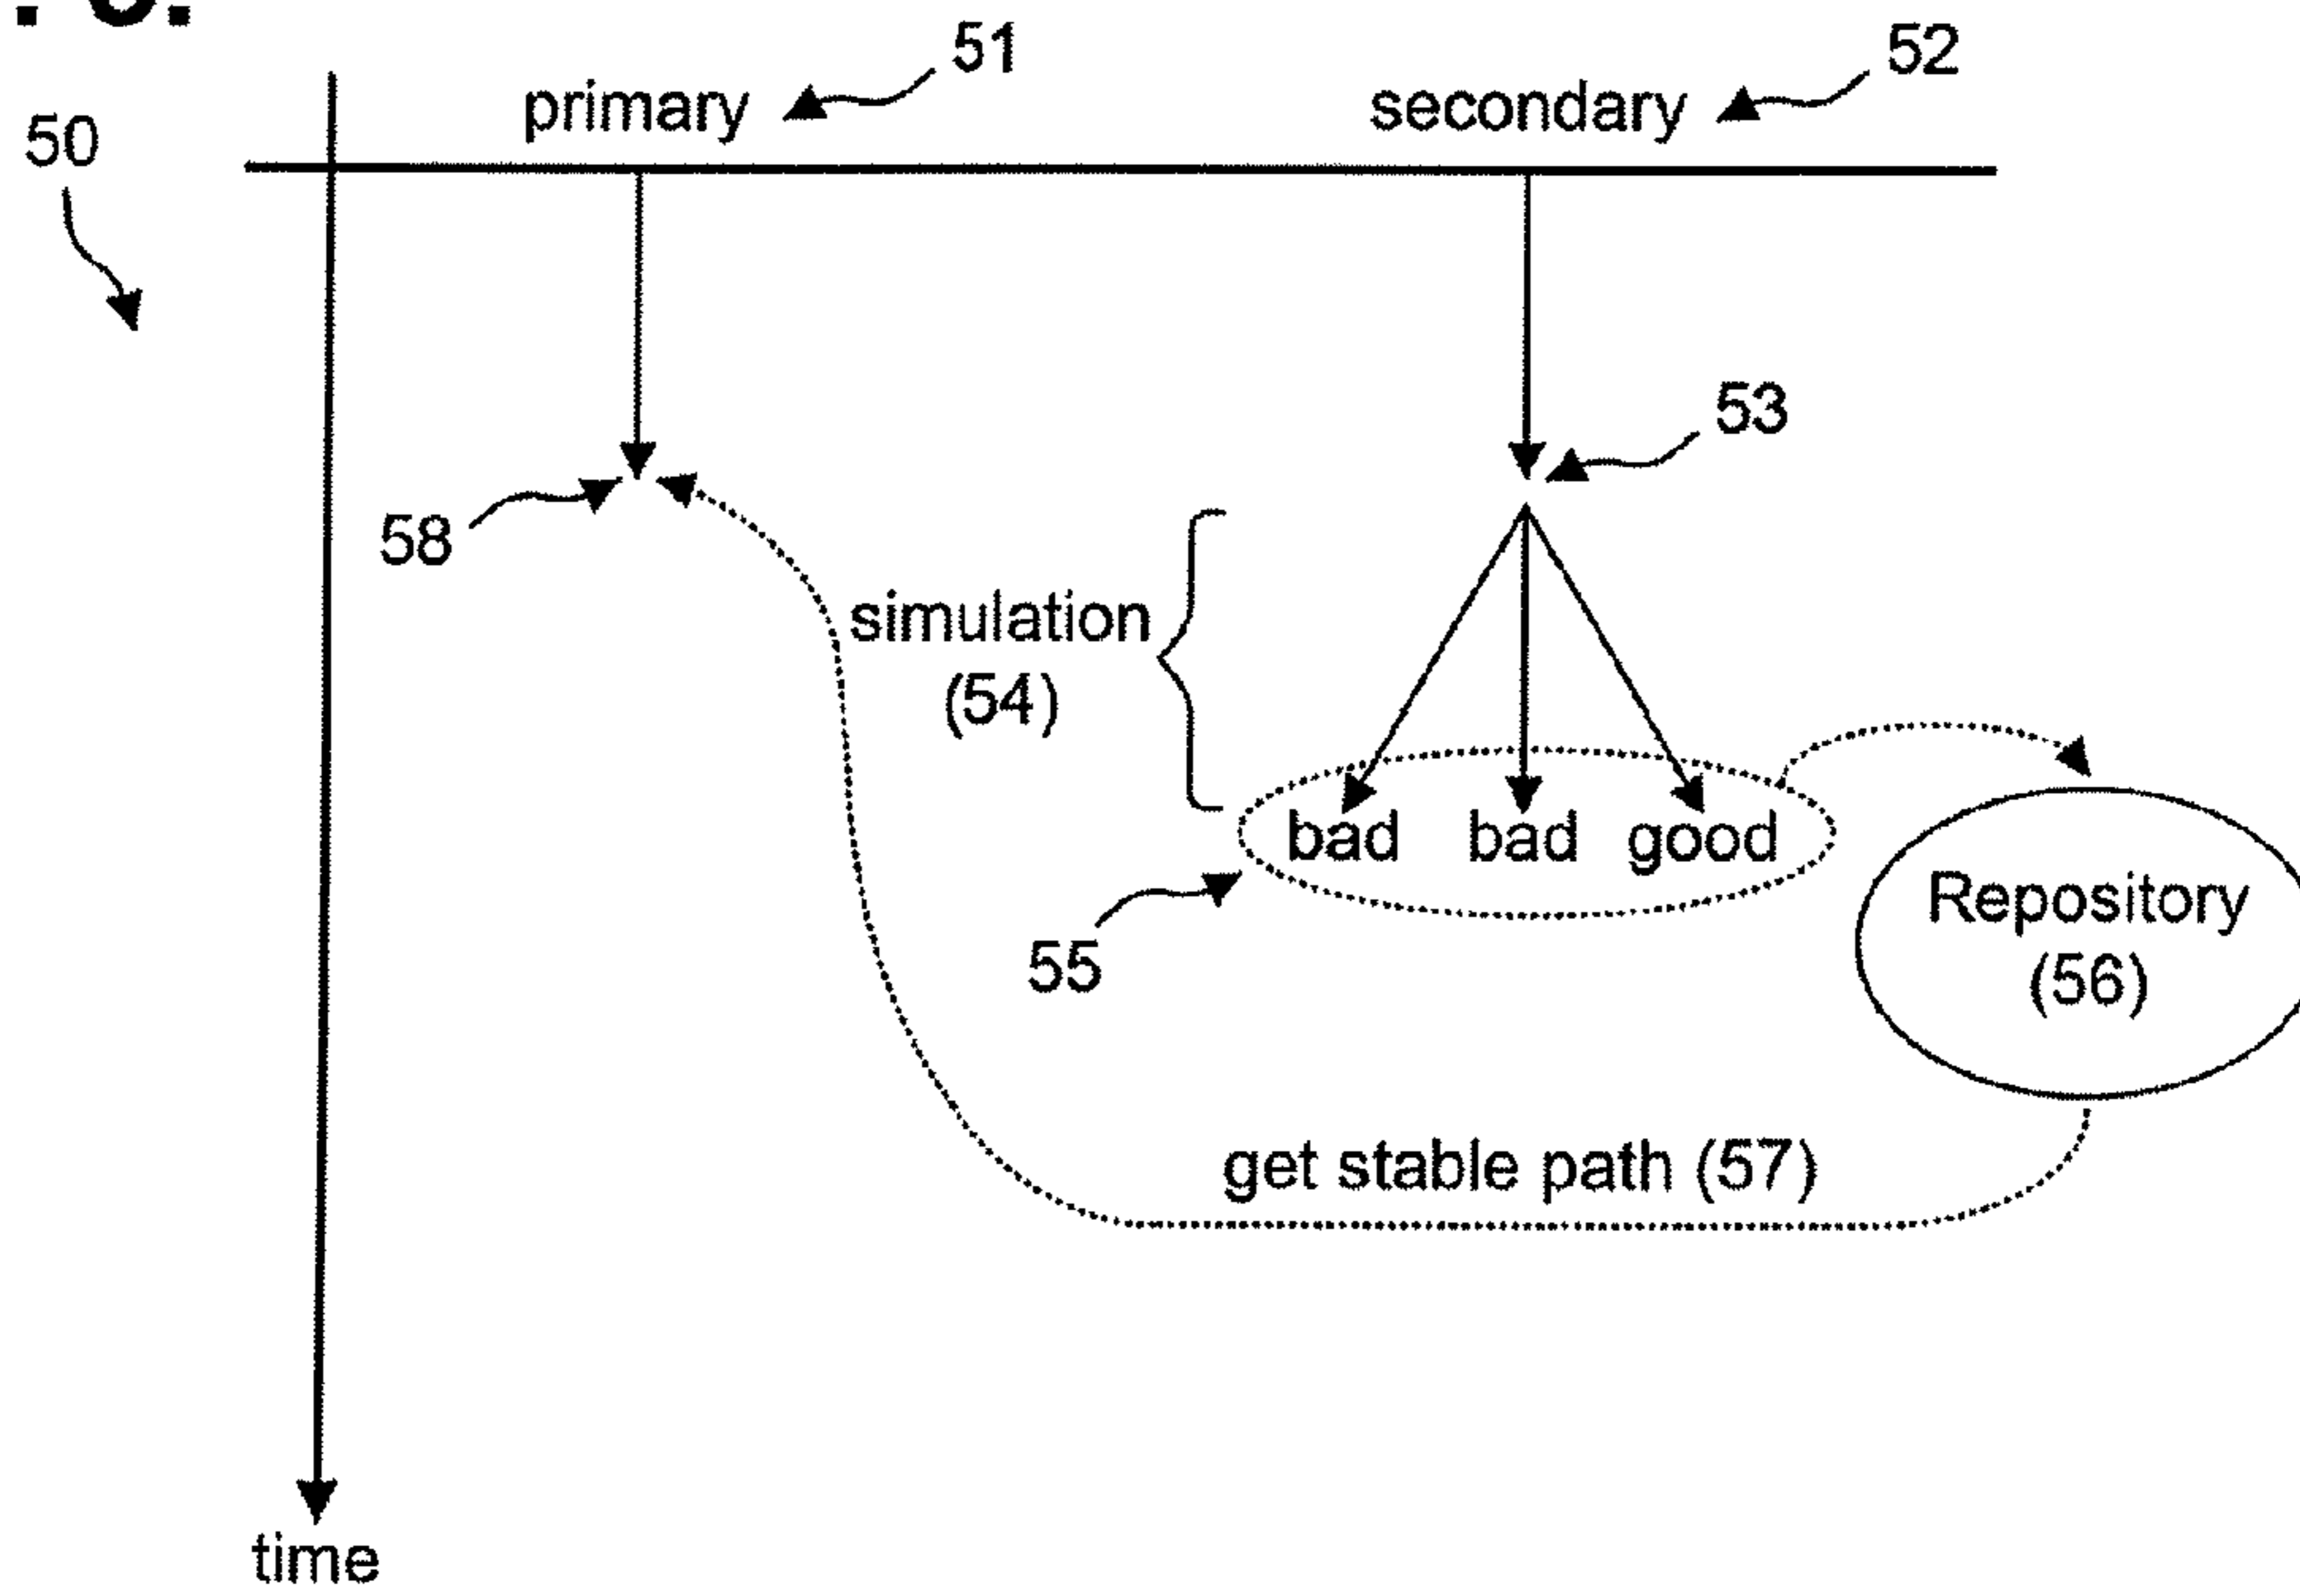 51
52
primary
secondary
50
53
58
simulation
(54)
bad bad good
Repository
(56)
55
get stable path (57)
time